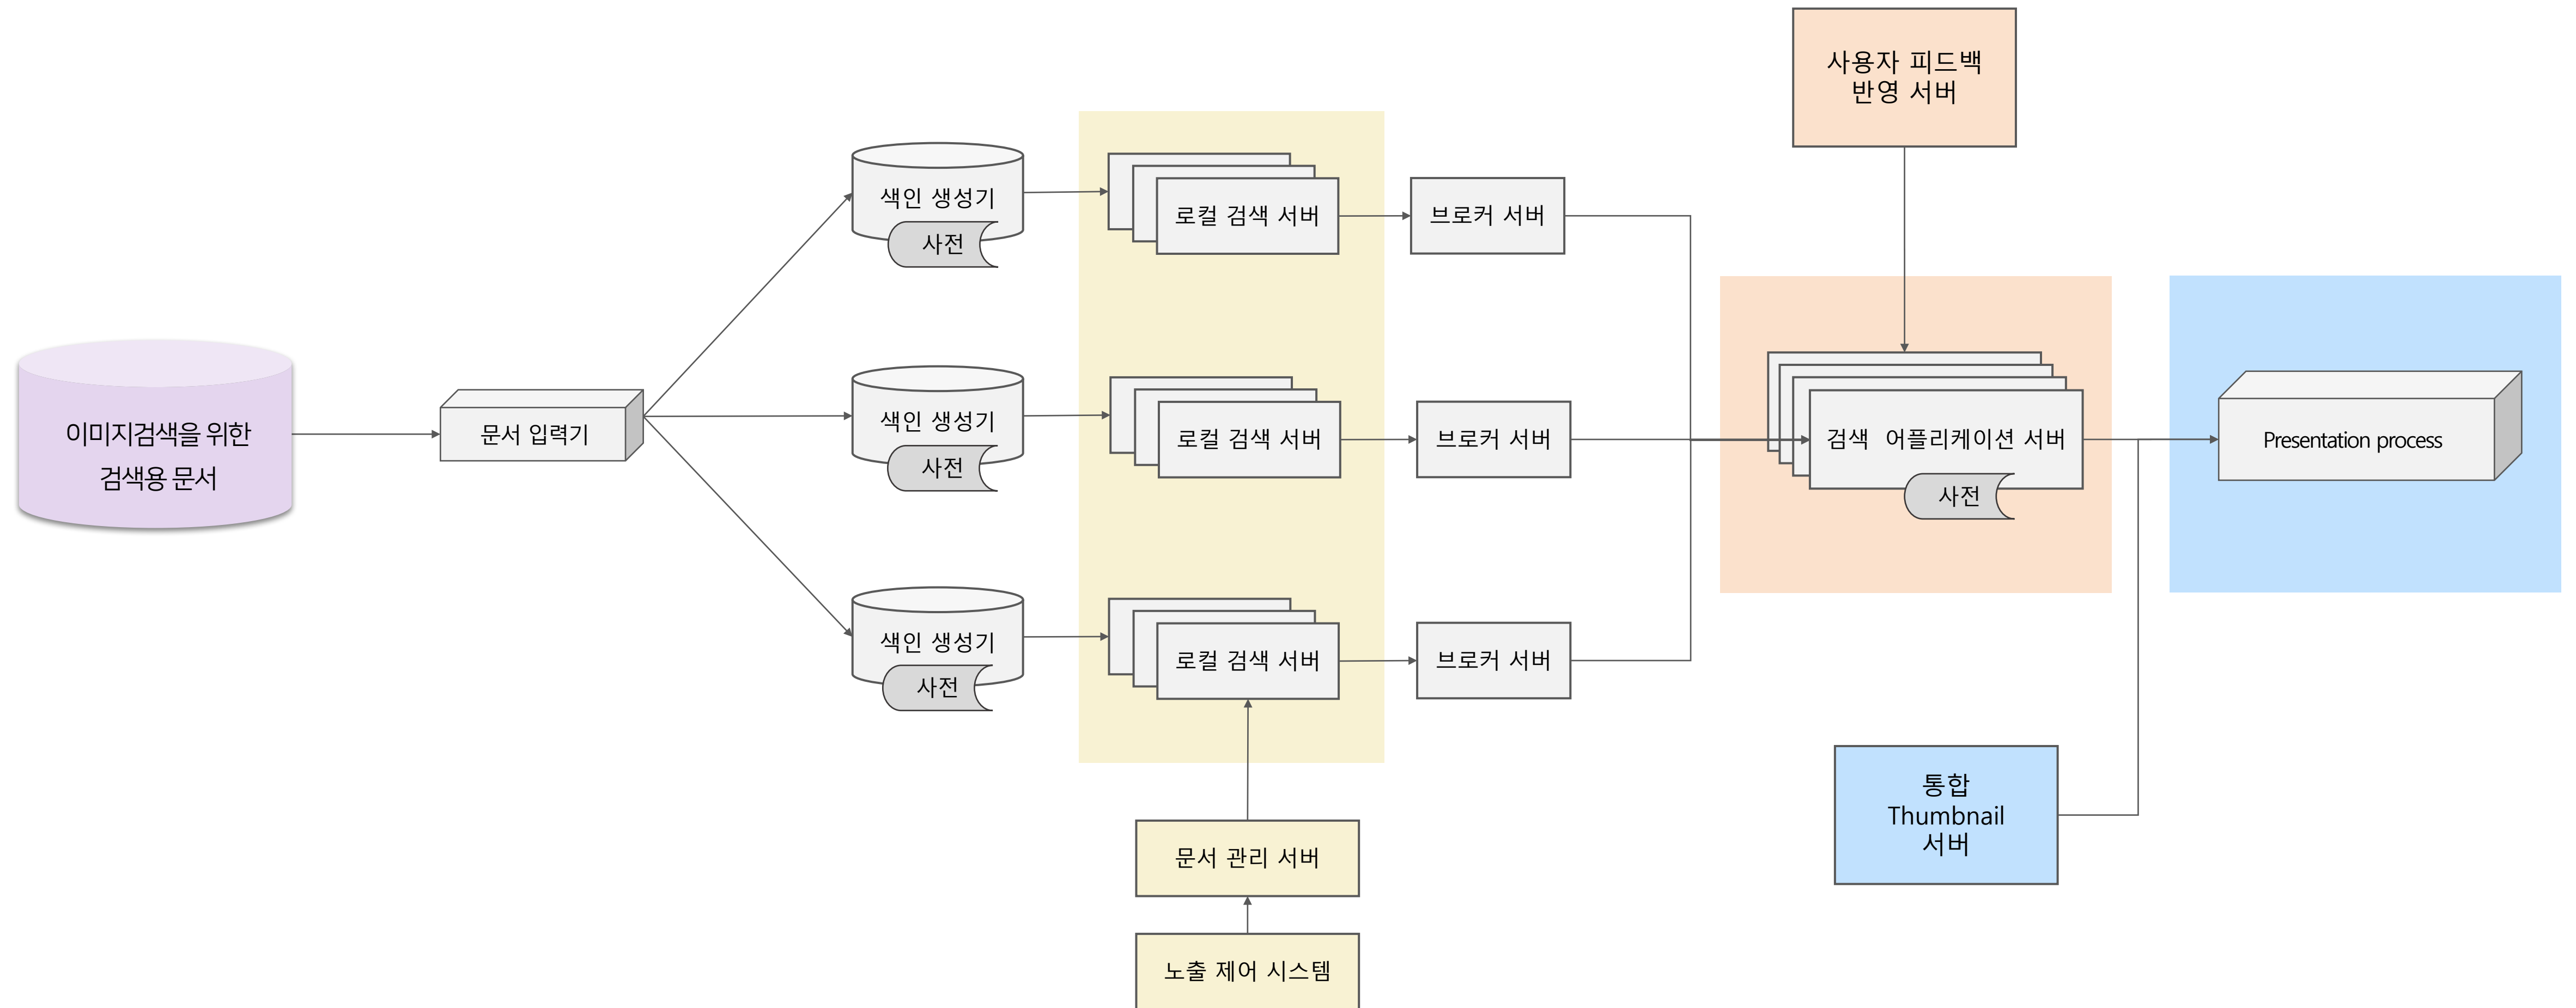 사용자 피드백
반영 서버
색인 생성기
사전
로컬 검색 서버
브로커 서버
이미지검색을 위한
검색용 문서
문서 입력기
색인 생성기
사전
로컬 검색 서버
브로커 서버
검색 어플리케이션 서버
사전
Presentation process
색인 생성기
사전
로컬 검색 서버
브로커 서버
통합
Thumbnail
서버
문서 관리 서버
노출 제어 시스템